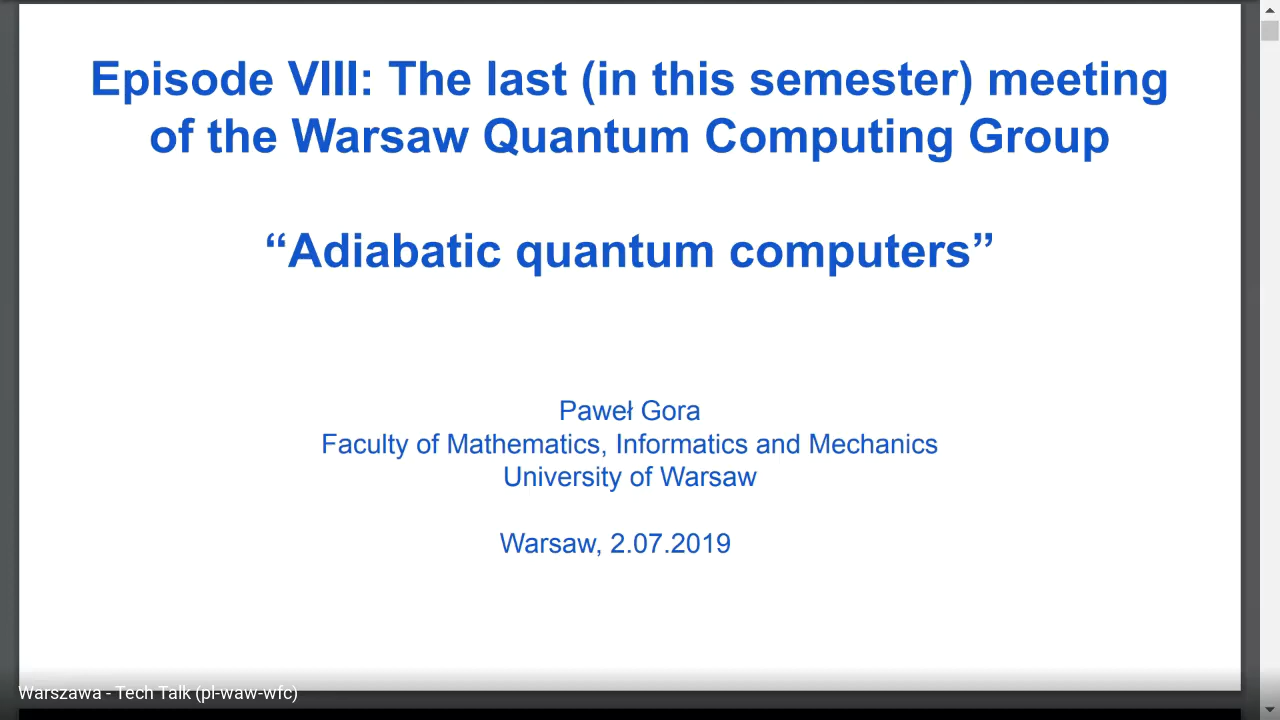 Episode VIII: The last (in this semester) meeting
of the Warsaw Quantum Computing Group
“Adiabatic quantum computers”
Paweł Gora
Faculty of Mathematics, Informatics and Mechanics
University of Warsaw
Warsaw, 2.07.2019
Warszawa - Tech Talk (pl-waw-wfc)